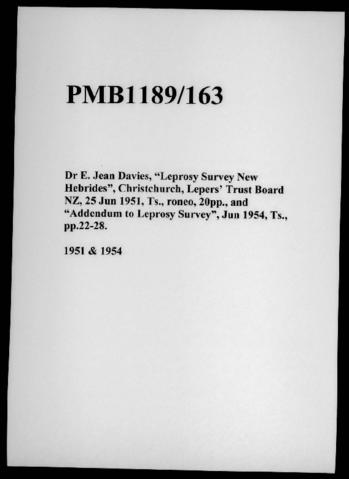 PMB1189/163
Dr E. Jean Davies, “Leprosy Survey New
Hebrides”, Christchurch, Lepers’ Trust Board
NZ, 25 Jun 1951, Ts., roneo, 20pp., and
“Addendum to Leprosy Survey”, Jun 1954, Ts.,
pp.22-28.
1951 & 1954